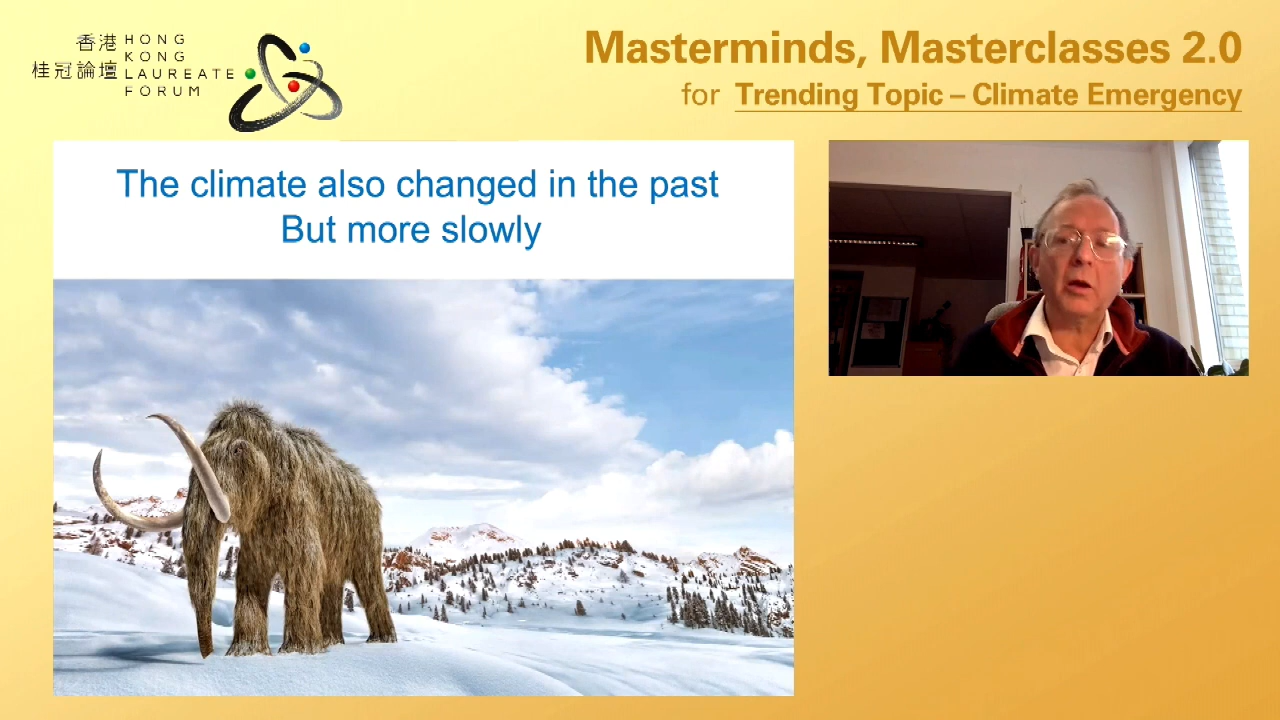 香港
桂冠論壇
HONG
KONG
LAUREATE
FORUM
Masterminds, Masterclasses 2.0
for Trending Topic – Climate Emergency
The climate also changed in the past
But more slowly